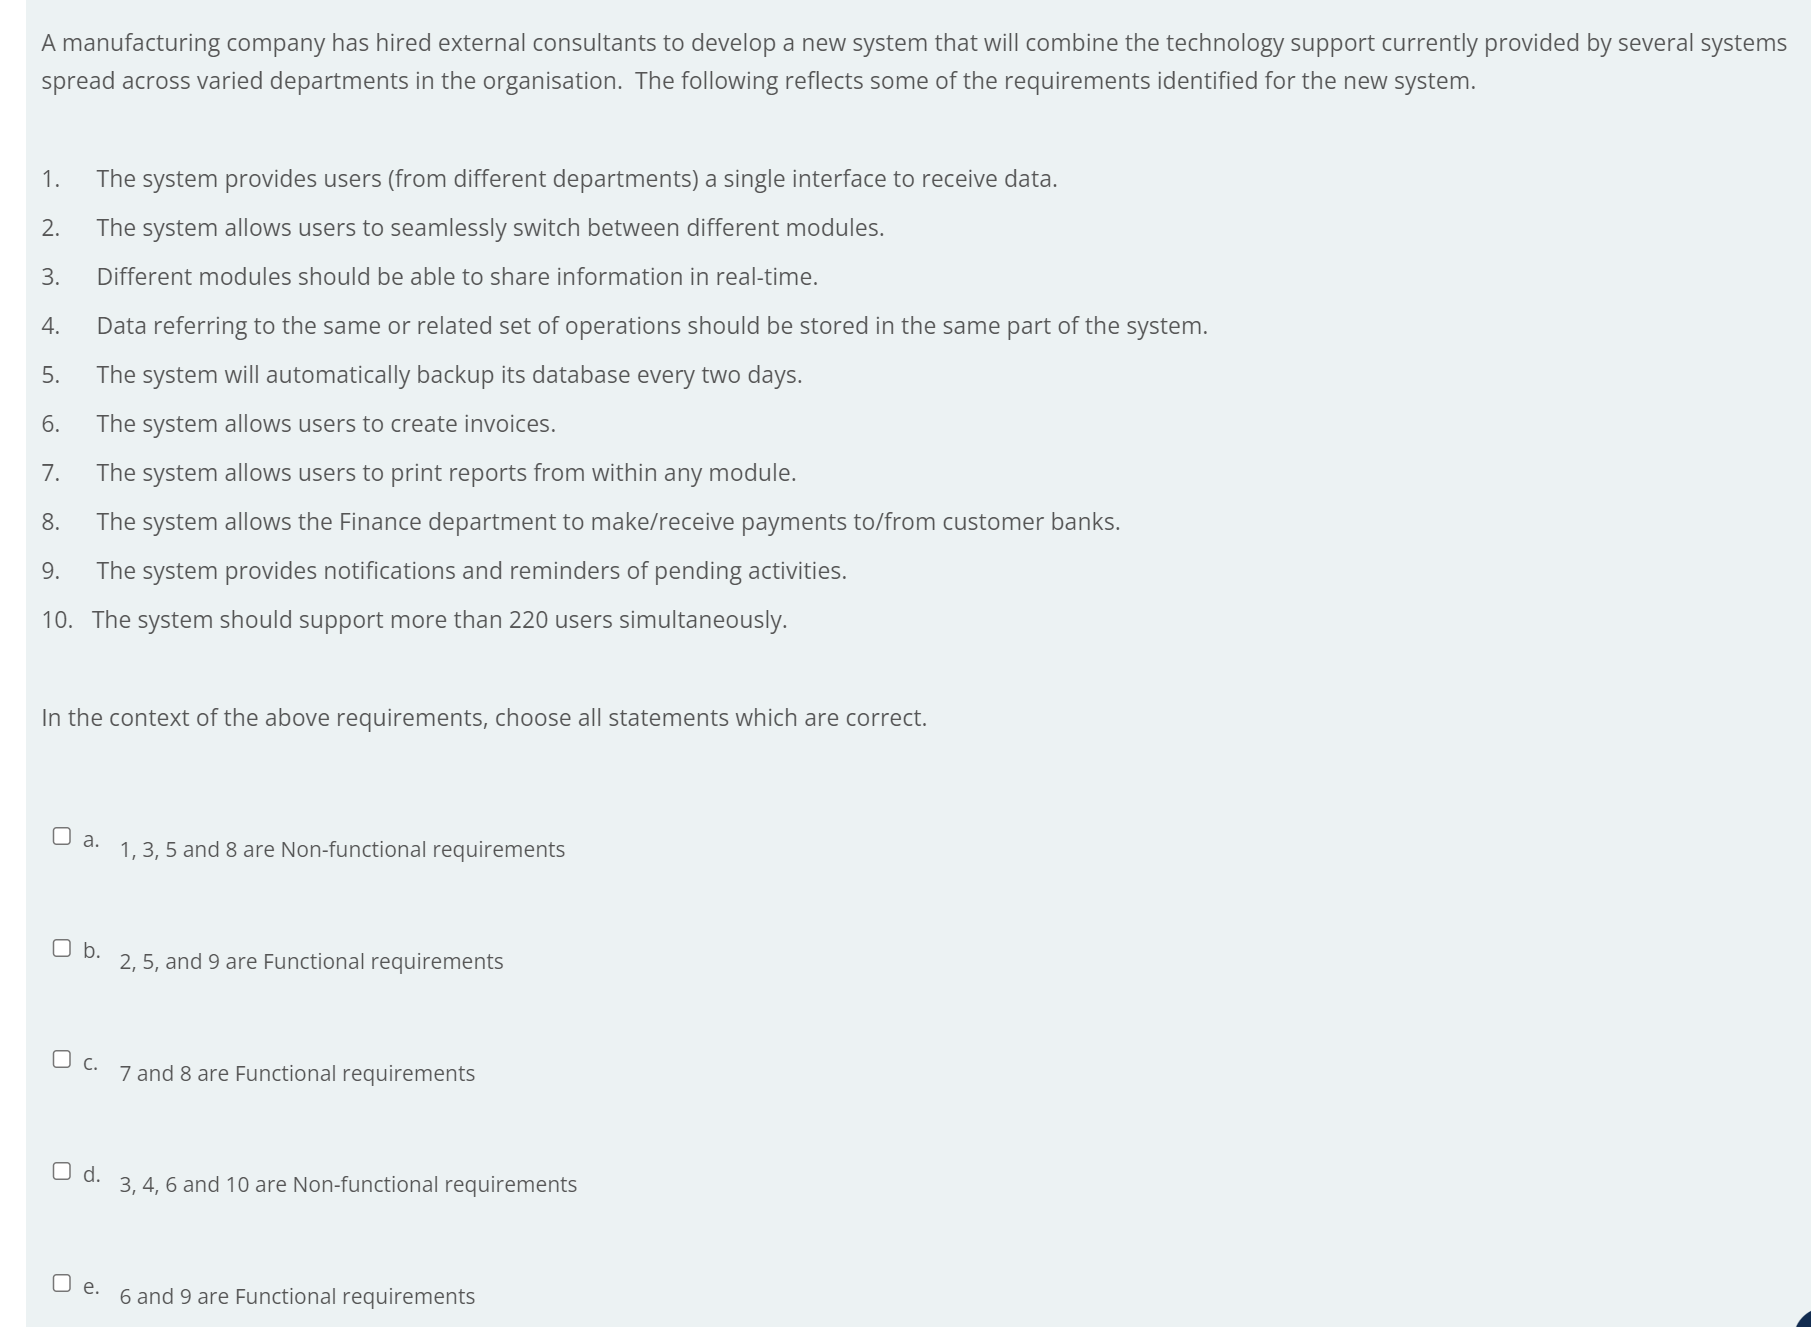 A manufacturing company has hired external consultants to develop a new system that will combine the technology support currently provided by several systems
spread across varied departments in the organisation.  The following reflects some of the requirements identified for the new system.
1. The system provides users (from different departments) a single interface to receive data.
2. The system allows users to seamlessly switch between different modules.
3. Different modules should be able to share information in real-time.
4. Data referring to the same or related set of operations should be stored in the same part of the system.
5. The system will automatically backup its database every two days.
6. The system allows users to create invoices.
7. The system allows users to print reports from within any module.
8. The system allows the Finance department to make/receive payments to/from customer banks.
9. The system provides notifications and reminders of pending activities.
10. The system should support more than 220 users simultaneously.
In the context of the above requirements, choose all statements which are correct.
a. 1, 3, 5 and 8 are Non-functional requirements
b. 2, 5, and 9 are Functional requirements
c. 7 and 8 are Functional requirements
d. 3, 4, 6 and 10 are Non-functional requirements
e. 6 and 9 are Functional requirements